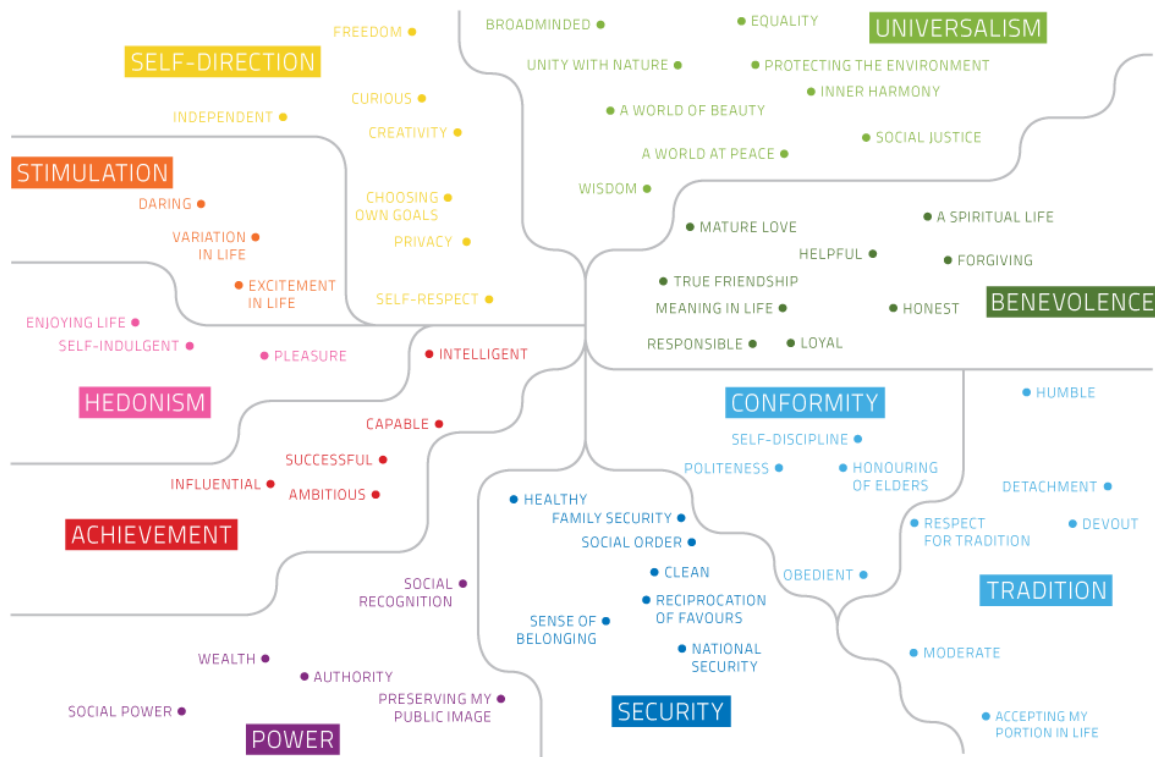 SELF-DIRECTION
FREEDOM
CURIOUS
INDEPENDENT
CREATIVITY
CHOOSING
OWN GOALS
PRIVACY
SELF-RESPECT
UNIVERSALISM
BROADMINDED
EQUALITY
UNITY WITH NATURE
PROTECTING THE ENVIRONMENT
INNER HARMONY
A WORLD OF BEAUTY
SOCIAL JUSTICE
A WORLD AT PEACE
WISDOM
STIMULATION
DARING
VARIATION
IN LIFE
EXCITEMENT
IN LIFE
BENEVOLENCE
A SPIRITUAL LIFE
MATURE LOVE
HELPFUL
FORGIVING
TRUE FRIENDSHIP
MEANING IN LIFE
HONEST
RESPONSIBLE
LOYAL
ENJOYING LIFE
SELF-INDULGENT
PLEASURE
HEDONISM
INTELLIGENT
CAPABLE
SUCCESSFUL
INFLUENTIAL
AMBITIOUS
ACHIEVEMENT
CONFORMITY
SELF-DISCIPLINE
POLITENESS
HONOURING
OF ELDERS
OBEDIENT
HUMBLE
DETACHMENT
RESPECT
FOR TRADITION
DEVOUT
TRADITION
MODERATE
ACCEPTING MY
PORTION IN LIFE
HEALTHY
FAMILY SECURITY
SOCIAL ORDER
CLEAN
RECIPROCATION
OF FAVOURS
SENSE OF
BELONGING
NATIONAL
SECURITY
SECURITY
SOCIAL
RECOGNITION
WEALTH
AUTHORITY
PRESERVING MY
PUBLIC IMAGE
SOCIAL POWER
POWER